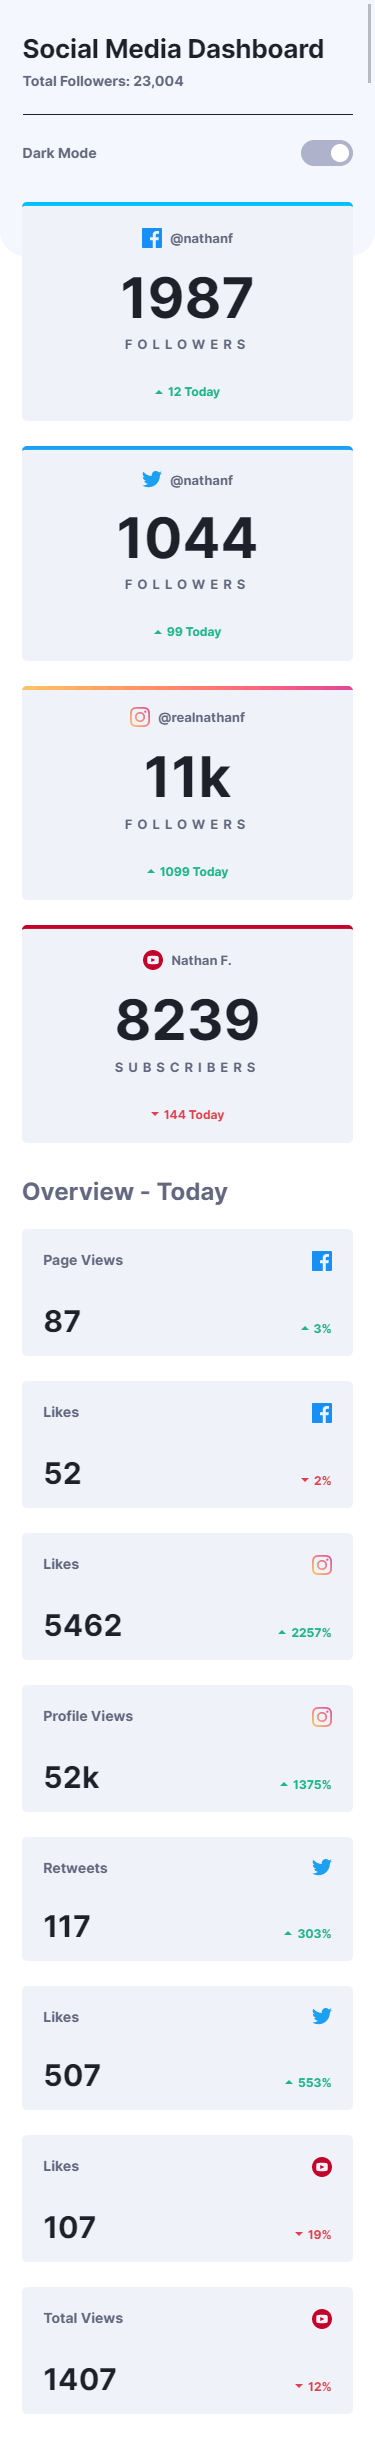 Social Media Dashboard
Total Followers: 23,004
Dark Mode
@nathanf
1987
FOLLOWERS
12 Today
@nathanf
1044
FOLLOWERS
99 Today
@realnathanf
11k
FOLLOWERS
1099 Today
Nathan F.
8239
SUBSCRIBERS
144 Today
Overview - Today
Page Views
87
3%
Likes
52
2%
Likes
5462
2257%
Profile Views
52k
1375%
Retweets
117
303%
Likes
507
553%
Likes
107
19%
Total Views
1407
12%